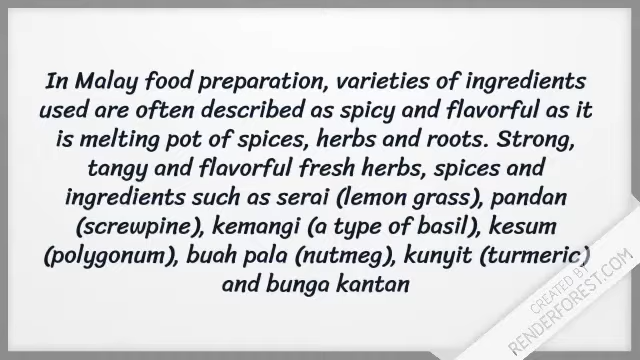 In Malay food preparation, varieties of ingredients
used are often described as spicy and flavorful as it
is melting pot of spices, herbs and roots. Strong,
tangy and flavorful fresh herbs, spices and
ingredients such as serai (lemon grass), pandan
(screwpine), kemangi (a type of basil), kesum
(polygonum), buah pala (nutmeg), kunyit (turmeric)
and bunga kantan
CREATED BY
RENDERFOREST.COM